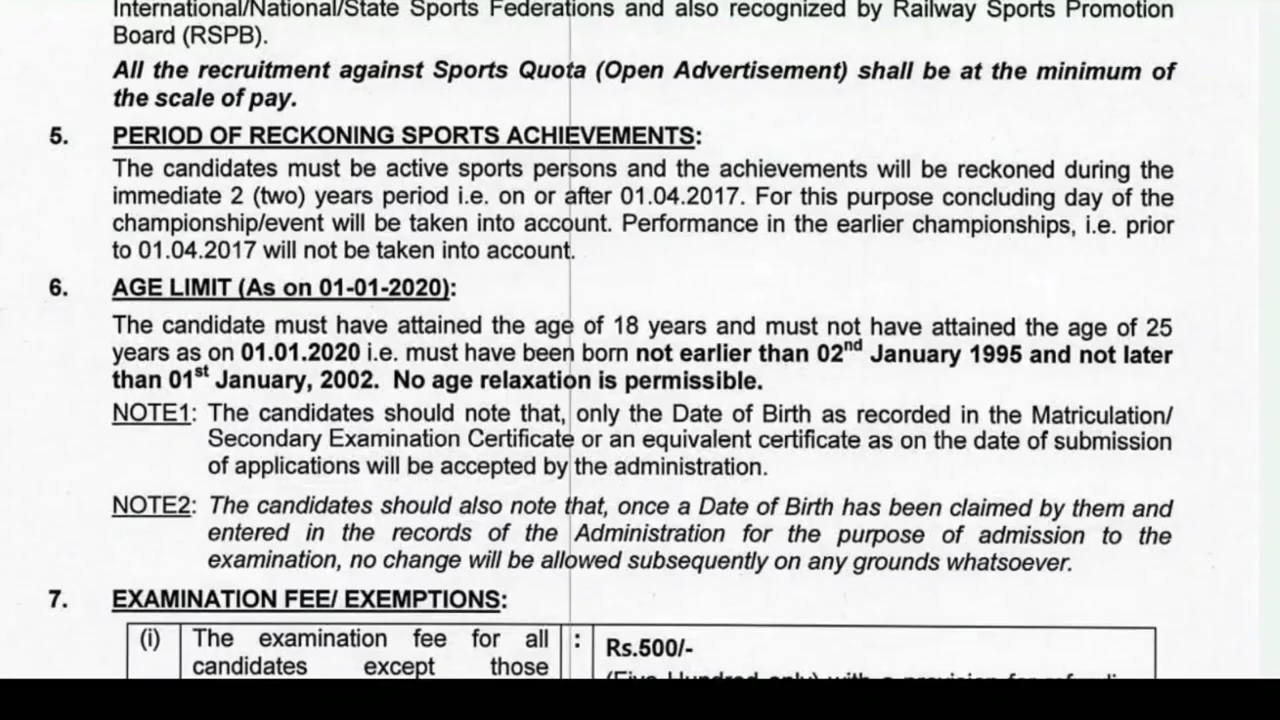 International/National/State Sports Federations and also recognized by Railway Sports Promotion
Board (RSPB).
All the recruitment against Sports Quota (Open Advertisement) shall be at the minimum of
the scale of pay.
5. PERIOD OF RECKONING SPORTS ACHIEVEMENTS:
The candidates must be active sports persons and the achievements will be reckoned during the
immediate 2 (two) years period i.e. on or after 01.04.2017. For this purpose concluding day of the
championship/event will be taken into account. Performance in the earlier championships, i.e. prior
to 01.04.2017 will not be taken into account.
6. AGE LIMIT (As on 01-01-2020):
The candidate must have attained the age of 18 years and must not have attained the age of 25
years as on 01.01.2020 i.e. must have been born not earlier than 02nd January 1995 and not later
than 01st January, 2002. No age relaxation is permissible.
NOTE1: The candidates should note that, only the Date of Birth as recorded in the Matriculation/
Secondary Examination Certificate or an equivalent certificate as on the date of submission
of applications will be accepted by the administration.
NOTE2: The candidates should also note that, once a Date of Birth has been claimed by them and
entered in the records of the Administration for the purpose of admission to the
examination, no change will be allowed subsequently on any grounds whatsoever.
7. EXAMINATION FEE/ EXEMPTIONS:
(i) The examination fee for all : Rs.500/-
candidates except those
(Five Hundred only) with a provision for